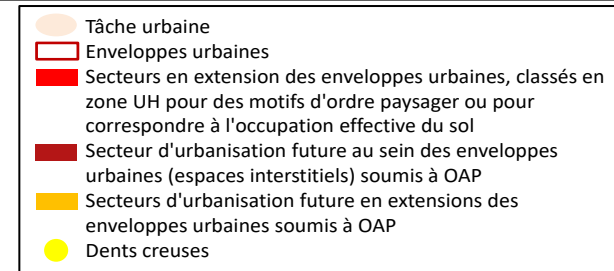 Tâche urbaine
Enveloppes urbaines
Secteurs en extension des enveloppes urbaines, classés en
zone UH pour des motifs d'ordre paysager ou pour
correspondre à l'occupation effective du sol
Secteur d'urbanisation future au sein des enveloppes
urbaines (espaces interstitiels) soumis à OAP
Secteurs d'urbanisation future en extensions des
enveloppes urbaines soumis à OAP
Dents creuses